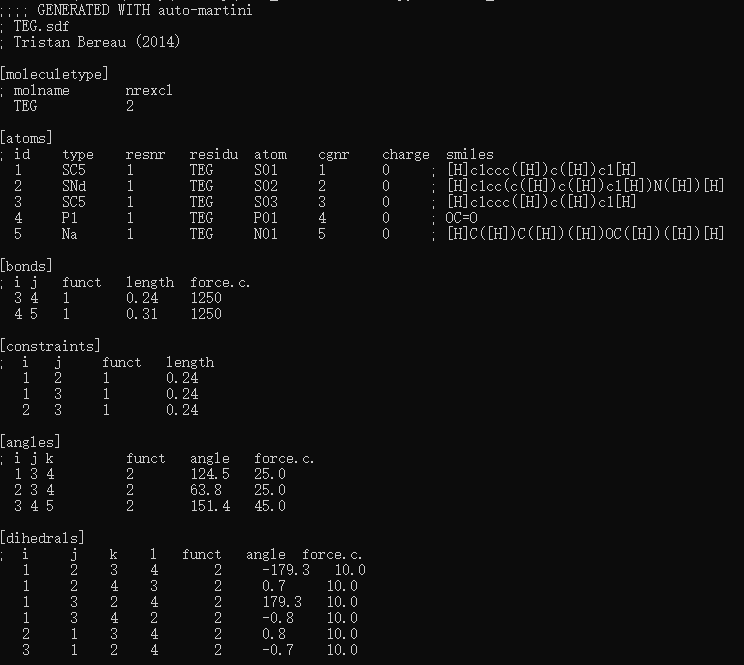 ;;;; GENERATED WITH auto-martini
; TEG.sdf
; Tristan Bereau (2014)
[moleculetype]
; molname nrexcl
TEG 2
[atoms]
; id type resnr residu atom cgnr charge smiles
1 SC5 1 TEG S01 1 0 ; [H]c1ccc([H])c([H])c1[H]
2 SNd 1 TEG S02 2 0 ; [H]c1ccc(c([H])c([H])c1[H])N([H])[H]
3 SC5 1 TEG S03 3 0 ; [H]c1ccc([H])c([H])c1[H]
4 P1 1 TEG P01 4 0 ; OC=O
5 Na 1 TEG N01 5 0 ; [H]C([H])C([H])([H])OC([H])([H])[H]
[bonds]
; i j funct length force.c.
3 4 1 0.24 1250
4 5 1 0.31 1250
[constraints]
; i j funct length
1 2 1 0.24
1 3 1 0.24
2 3 1 0.24
[angles]
; i j k funct angle force.c.
1 3 4 2 124.5 25.0
2 3 4 2 63.8 25.0
3 4 5 2 151.4 45.0
[dihedrals]
; i j k l funct angle force.c.
1 2 3 4 2 -179.3 10.0
1 2 4 3 2 0.7 10.0
1 3 2 4 2 179.3 10.0
1 3 4 2 2 -0.8 10.0
2 1 3 4 2 0.8 10.0
3 1 2 4 2 -0.7 10.0